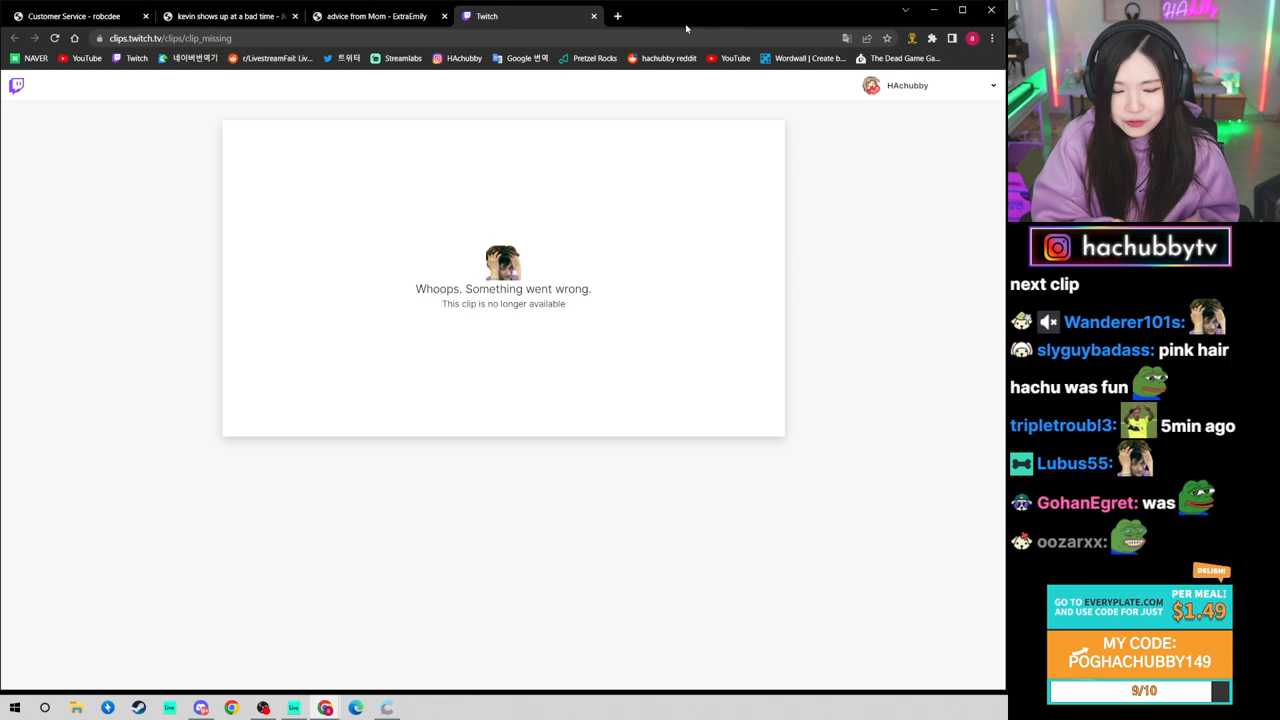 Customer Service - robcdee
kevin shows up at a bad time - Ji
advice from Mom - ExtraEmily
Twitch
clips.twitch.tv/clips/clip_missing
NAVER
YouTube
Twitch
네이버번역기
r/LivestreamFail: Liv...
트위터
Streamlabs
HAchubby
Google 번역
Pretzel Rocks
hachubby reddit
YouTube
Wordwall | Create b...
The Dead Game Ga...
HAchubby
Whoops. Something went wrong.
This clip is no longer available
hachubbytv
next clip
Wanderer101s:
slyguybadass: pink hair
hachu was fun
tripletroubl3: 5min ago
Lubus55:
GohanEgret: was
oozarxx:
DELISH!
GO TO EVERYPLATE.COM
AND USE CODE FOR JUST
PER MEAL!
$1.49
MY CODE:
POGHACHUBBY149
9/10
Live
Live